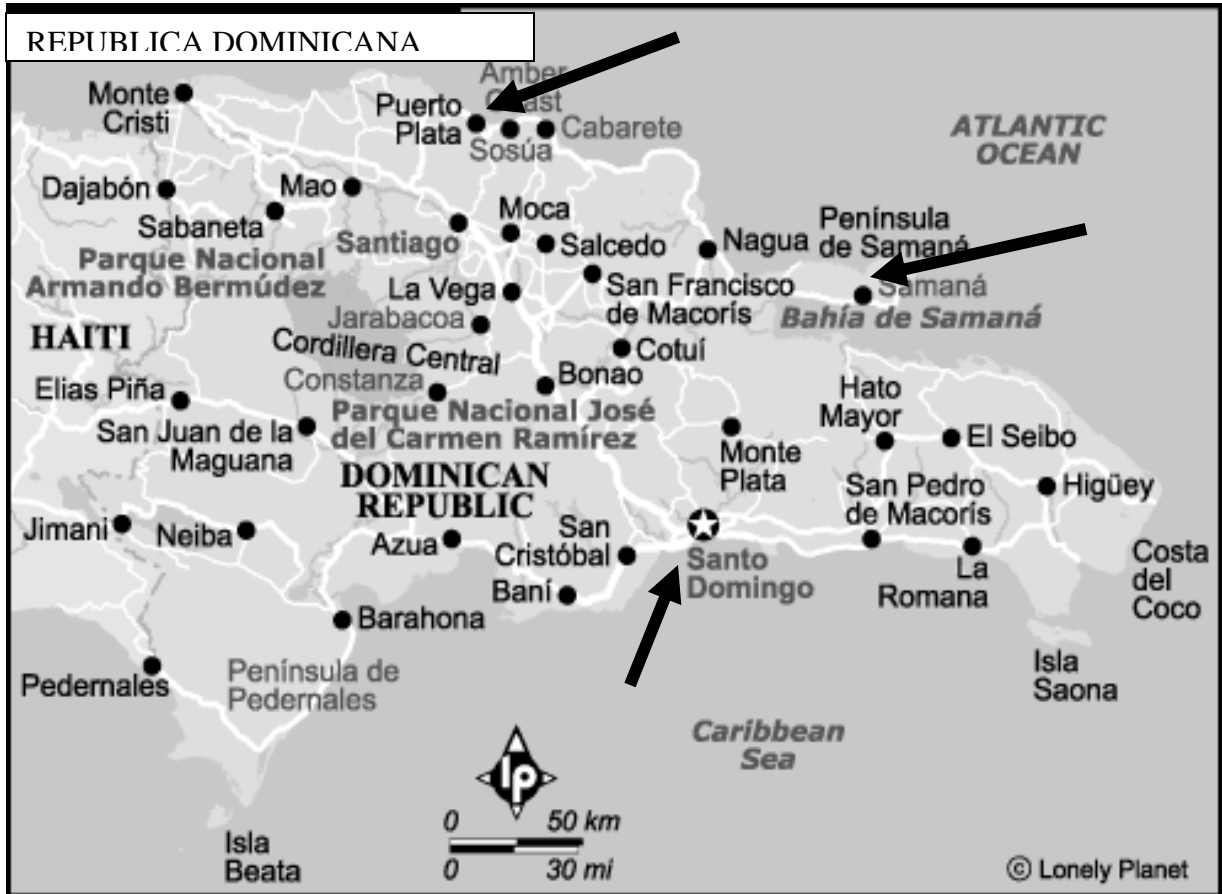 REPUBLICA DOMINICANA
Amber
Coast
Monte
Cristi
Puerto
Plata
Sosúa
Cabarete
ATLANTIC
OCEAN
Dajabón
Mao
Sabaneta
Moca
Santiago
Salcedo
Nagua
Península
de Samaná
Parque Nacional
Armando Bermúdez
La Vega
San Francisco
de Macorís
Samaná
Bahía de Samaná
HAITI
Jarabacoa
Cordillera Central
Cotuí
Constanza
Bonao
Elias Piña
Hato
Mayor
San Juan de la
Maguana
Parque Nacional José
del Carmen Ramírez
El Seibo
Monte
Plata
DOMINICAN
REPUBLIC
San Pedro
de Macorís
Higüey
Jimani
Neiba
Azua
San
Cristóbal
Santo
Domingo
Costa
del
Coco
La
Romana
Baní
Barahona
Pedernales
Península de
Pedernales
Isla
Saona
Caribbean
Sea
lp
0 50 km
0 30 mi
Isla
Beata
© Lonely Planet